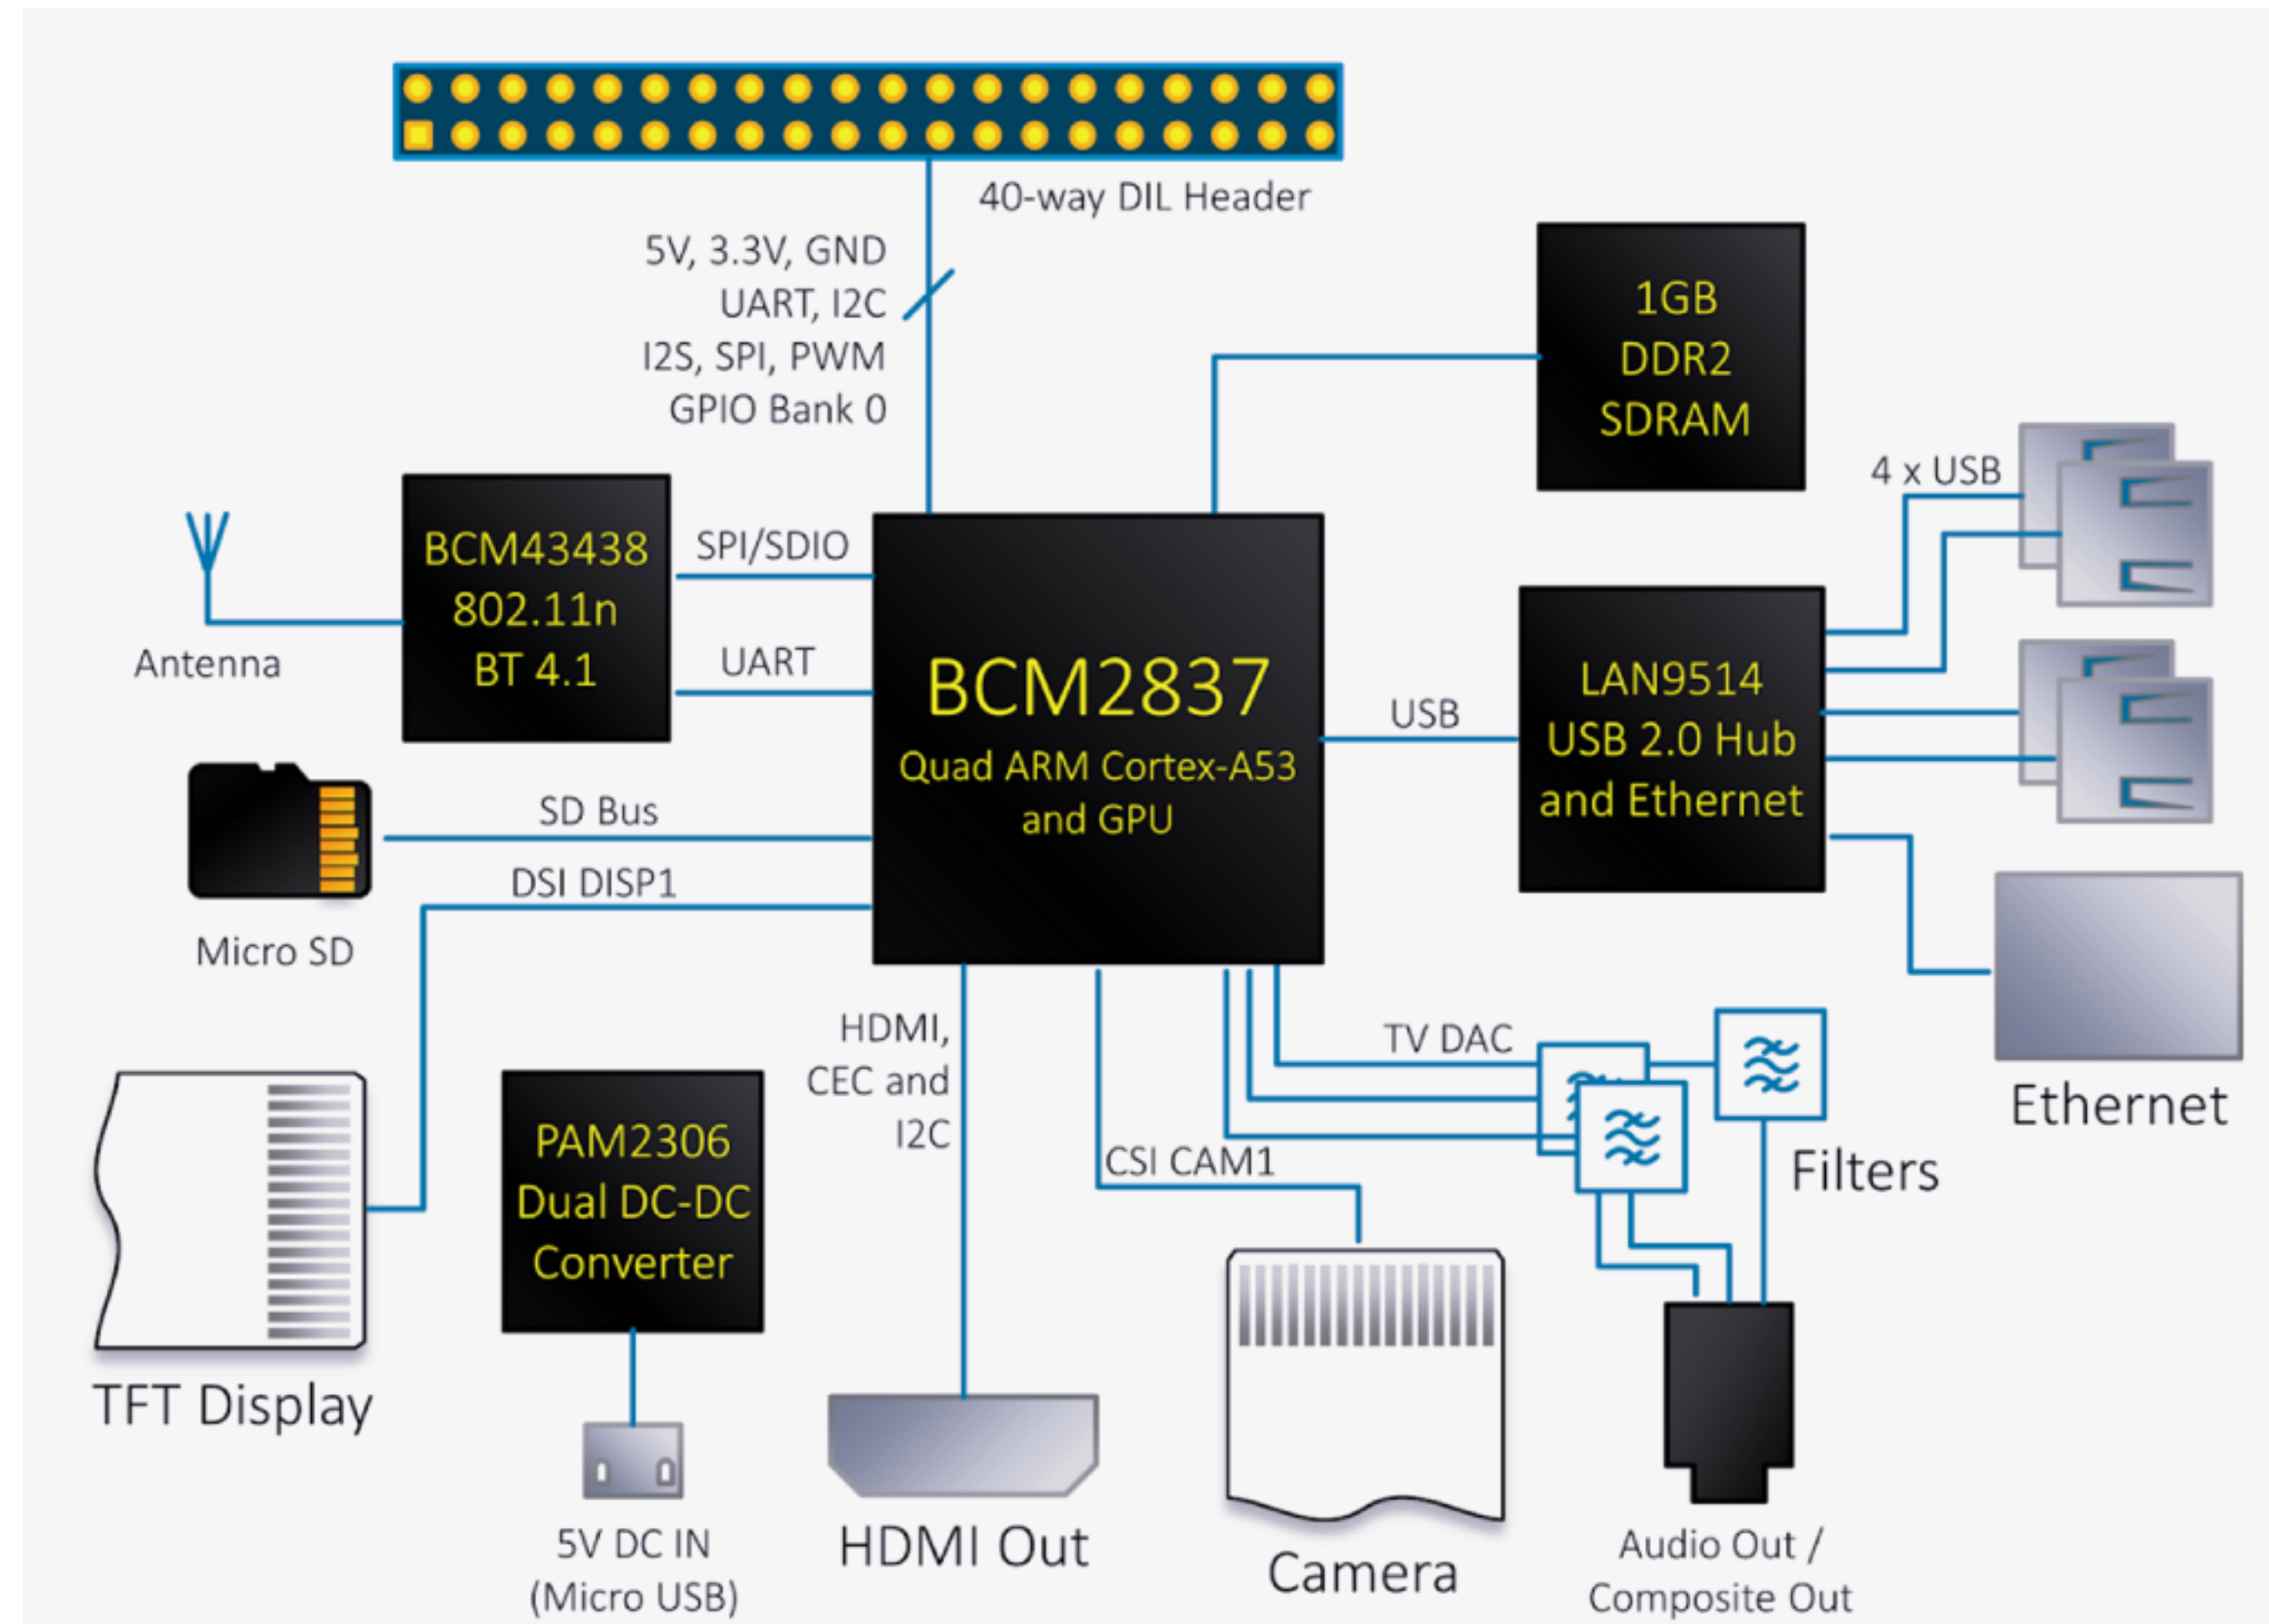 40-way DIL Header
5V, 3.3V, GND
UART, I2C
I2S, SPI, PWM
GPIO Bank 0
1GB
DDR2
SDRAM
4 x USB
BCM43438
802.11n
BT 4.1
SPI/SDIO
UART
Antenna
BCM2837
Quad ARM Cortex-A53
and GPU
USB
LAN9514
USB 2.0 Hub
and Ethernet
SD Bus
DSI DISP1
Micro SD
HDMI,
CEC and
I2C
TV DAC
CSI CAM1
Filters
Ethernet
PAM2306
Dual DC-DC
Converter
TFT Display
5V DC IN
(Micro USB)
HDMI Out
Camera
Audio Out /
Composite Out